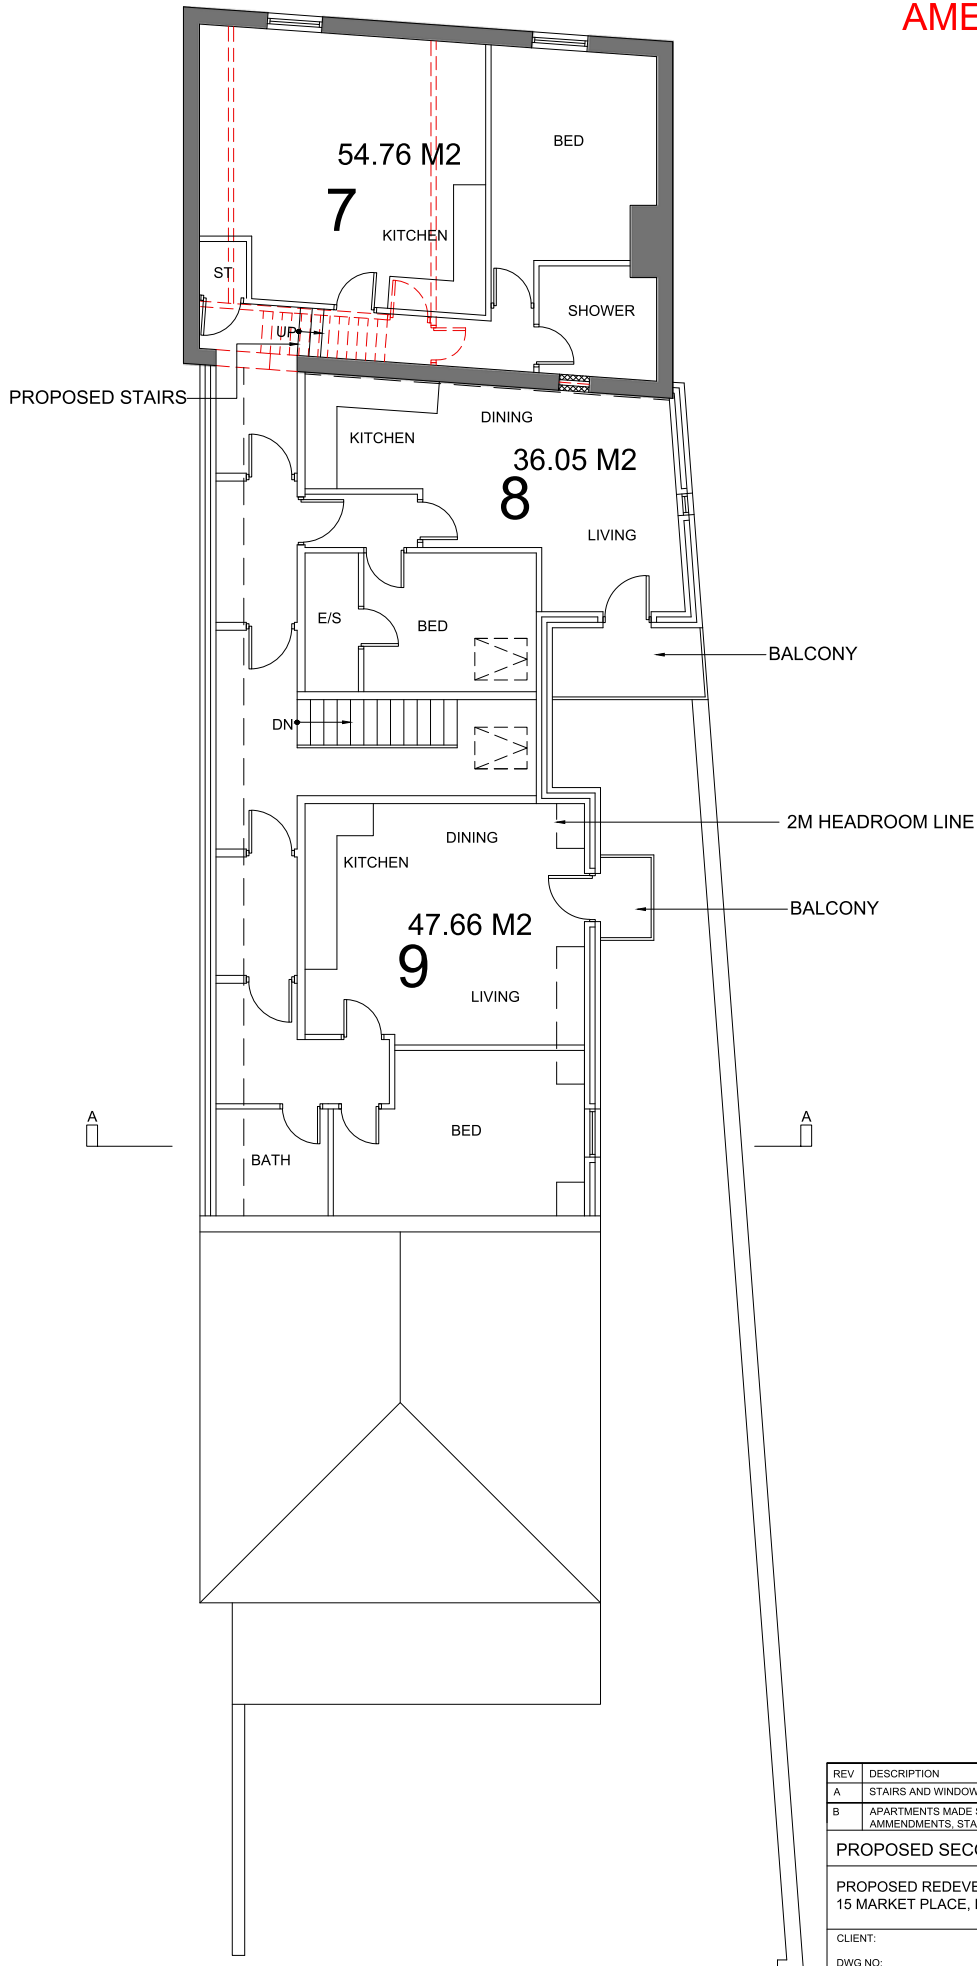 AME
BED
54.76 M2
7
KITCHEN
ST
SHOWER
UP
PROPOSED STAIRS
DINING
KITCHEN
36.05 M2
8
LIVING
E/S
BED
BALCONY
DN
2M HEADROOM LINE
DINING
KITCHEN
BALCONY
47.66 M2
9
LIVING
A
A
BED
BATH
REV DESCRIPTION
A STAIRS AND WINDOW
B APARTMENTS MADE
AMMENDMENTS, STA
PROPOSED SECO
PROPOSED REDEVE
15 MARKET PLACE,
CLIENT:
DWG NO: